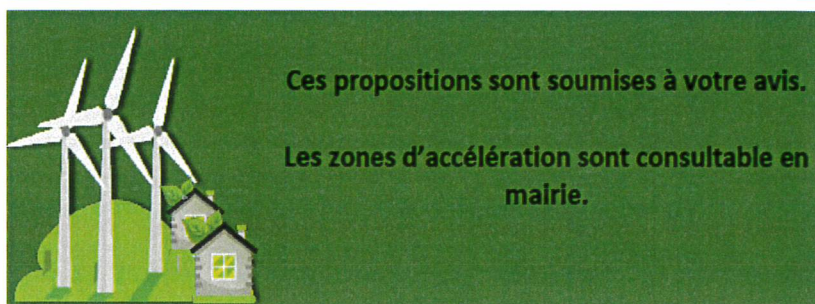 Ces propositions sont soumises à votre avis.
Les zones d'accélération sont consultable en
mairie.